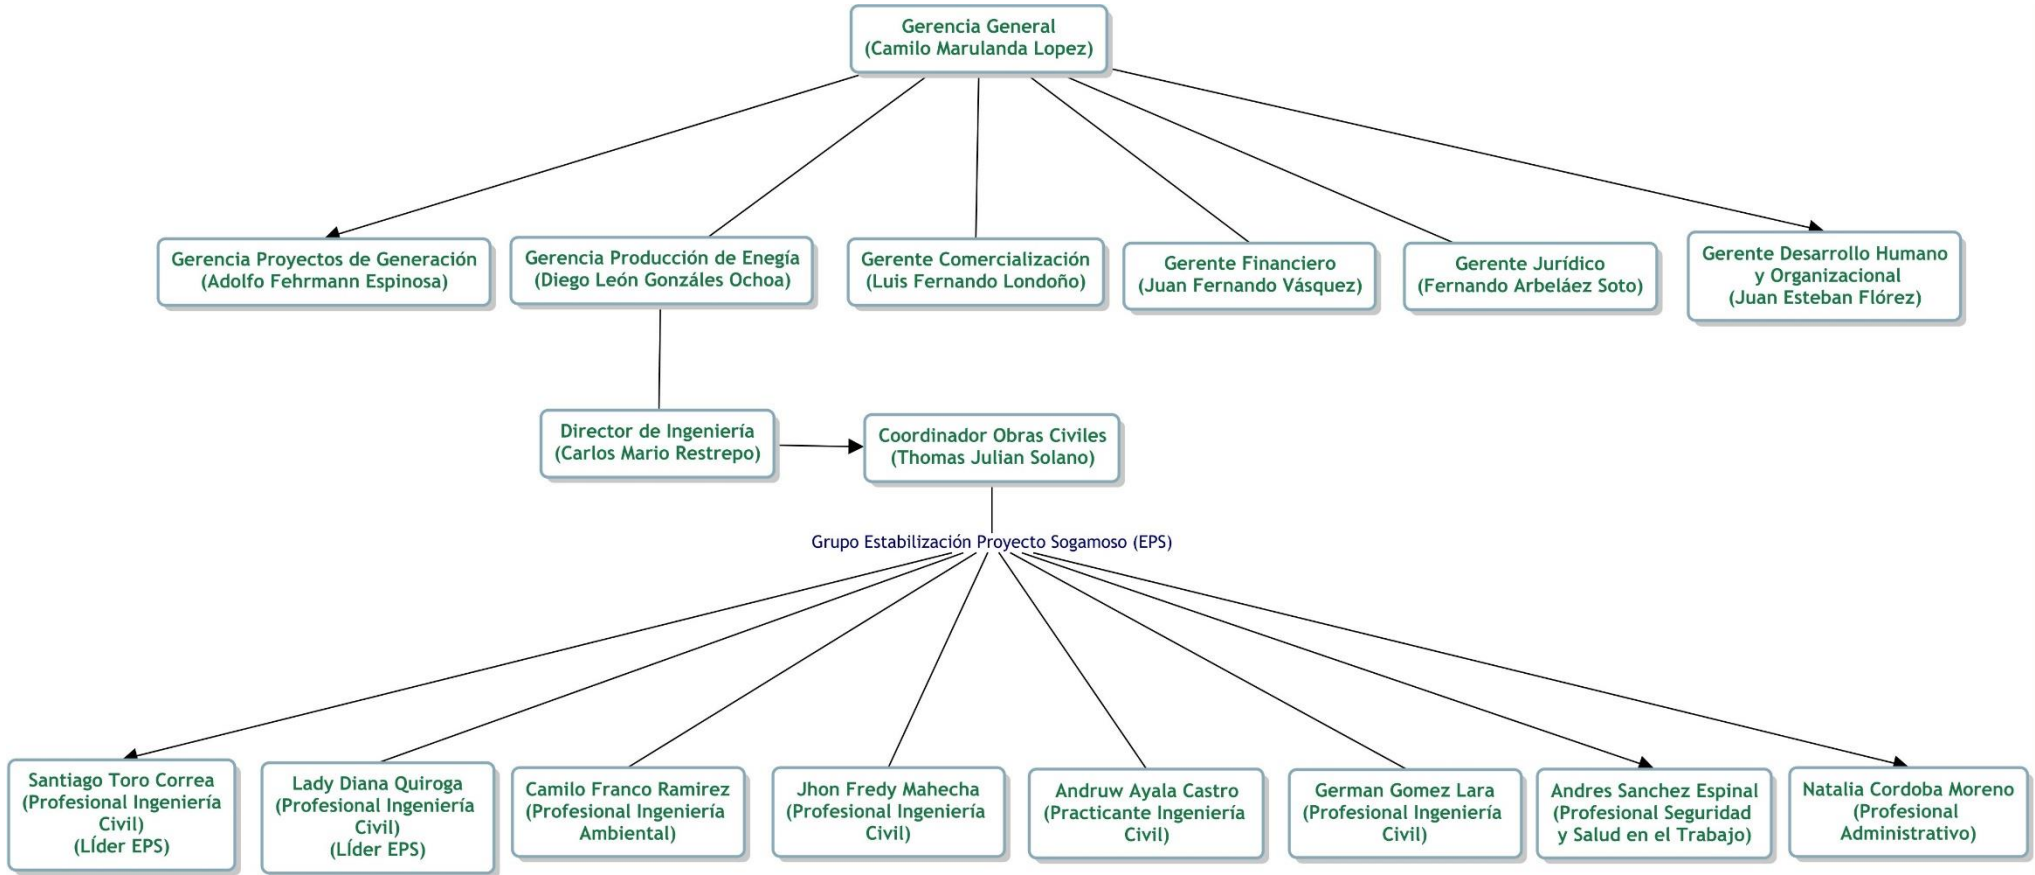 Gerencia General
(Camilo Marulanda Lopez)
Gerencia Proyectos de Generación
(Adolfo Fehrmann Espinosa)
Gerencia Producción de Enegía
(Diego León Gonzáles Ochoa)
Gerente Comercialización
(Luis Fernando Londoño)
Gerente Financiero
(Juan Fernando Vásquez)
Gerente Jurídico
(Fernando Arbeláez Soto)
Gerente Desarrollo Humano
y Organizacional
(Juan Esteban Flórez)
Director de Ingeniería
(Carlos Mario Restrepo)
Coordinador Obras Civiles
(Thomas Julian Solano)
Grupo Estabilización Proyecto Sogamoso (EPS)
Santiago Toro Correa
(Profesional Ingeniería
Civil)
(LÍder EPS)
Lady Diana Quiroga
(Profesional Ingeniería
Civil)
(LÍder EPS)
Camilo Franco Ramirez
(Profesional Ingeniería
Ambiental)
Jhon Fredy Mahecha
(Profesional Ingeniería
Civil)
Andruw Ayala Castro
(Practicante Ingeniería
Civil)
German Gomez Lara
(Profesional Ingeniería
Civil)
Andres Sanchez Espinal
(Profesional Seguridad
y Salud en el Trabajo)
Natalia Cordoba Moreno
(Profesional
Administrativo)